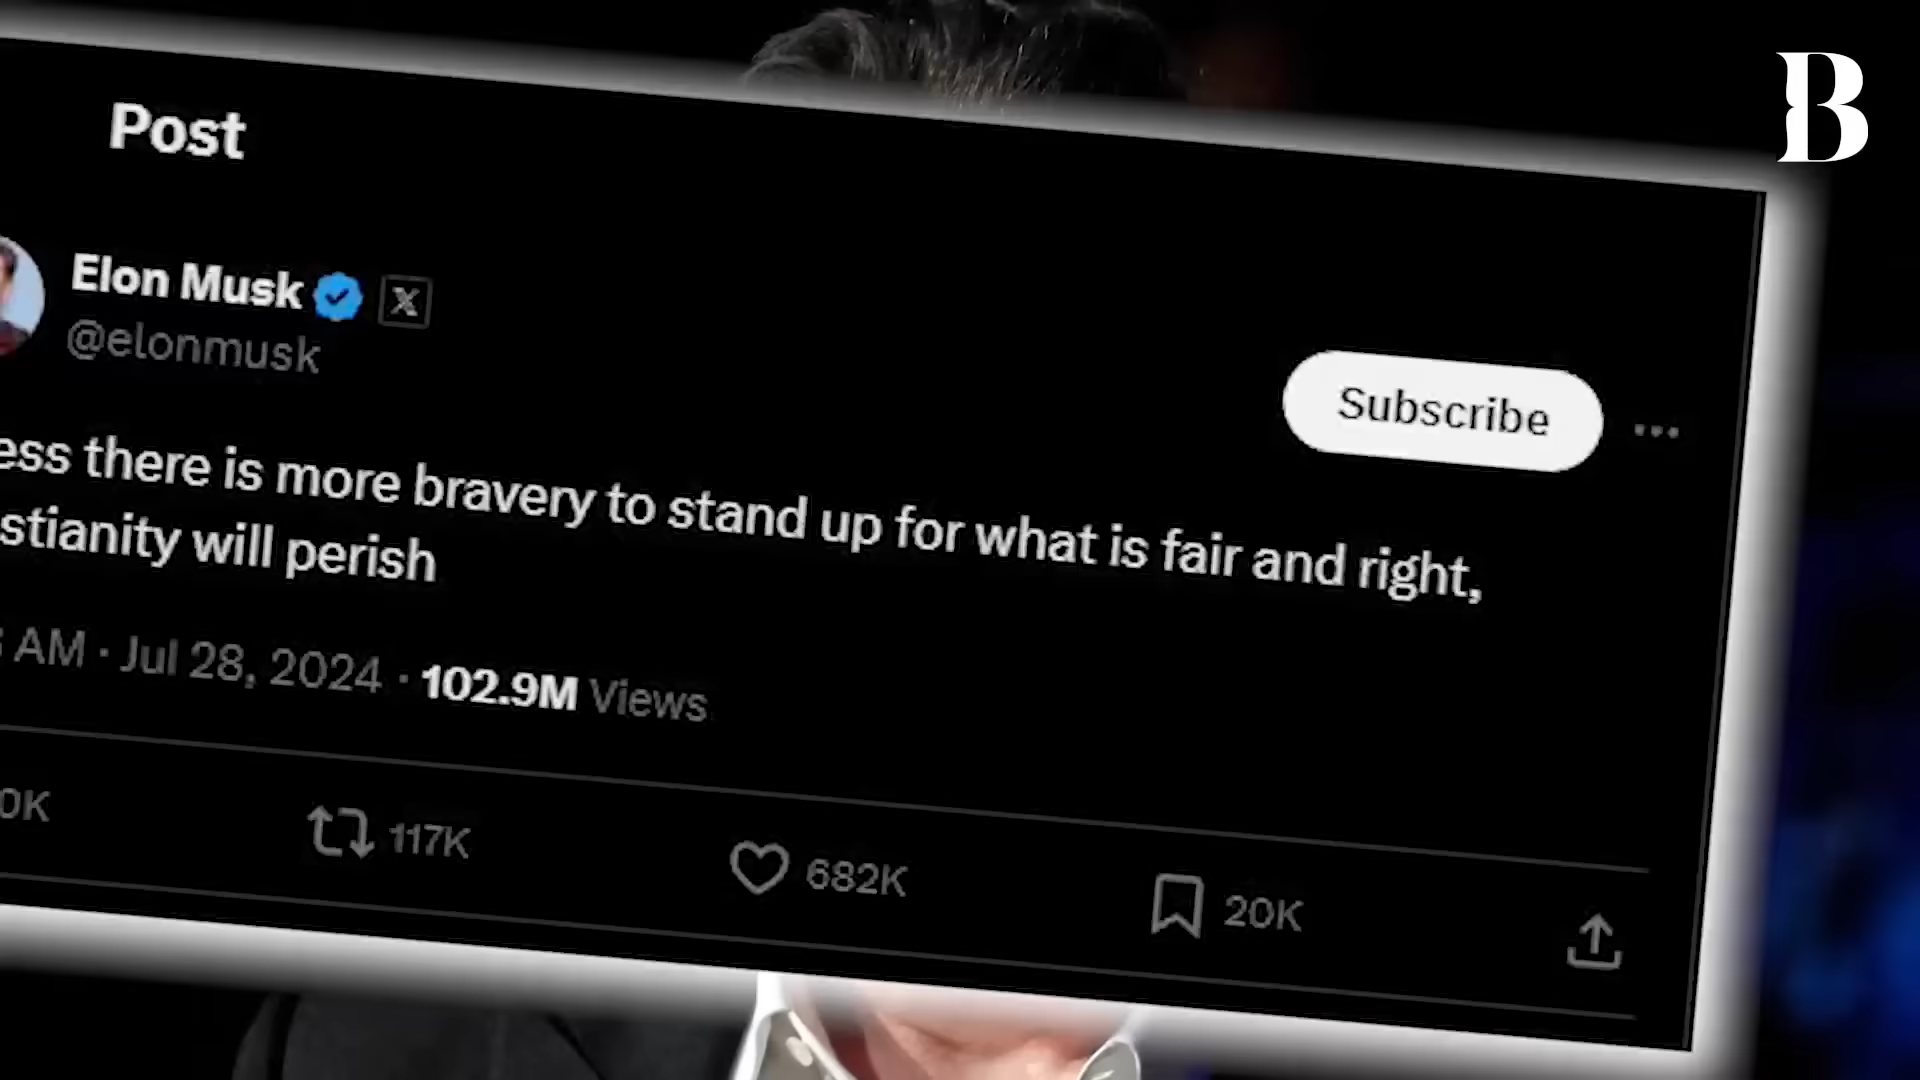 B
Post
Elon Musk
@elonmusk
Subscribe
ess there is more bravery to stand up for what is fair and right,
stianity will perish
AM · Jul 28, 2024 · 102.9M Views
0K
117K
682K
20K